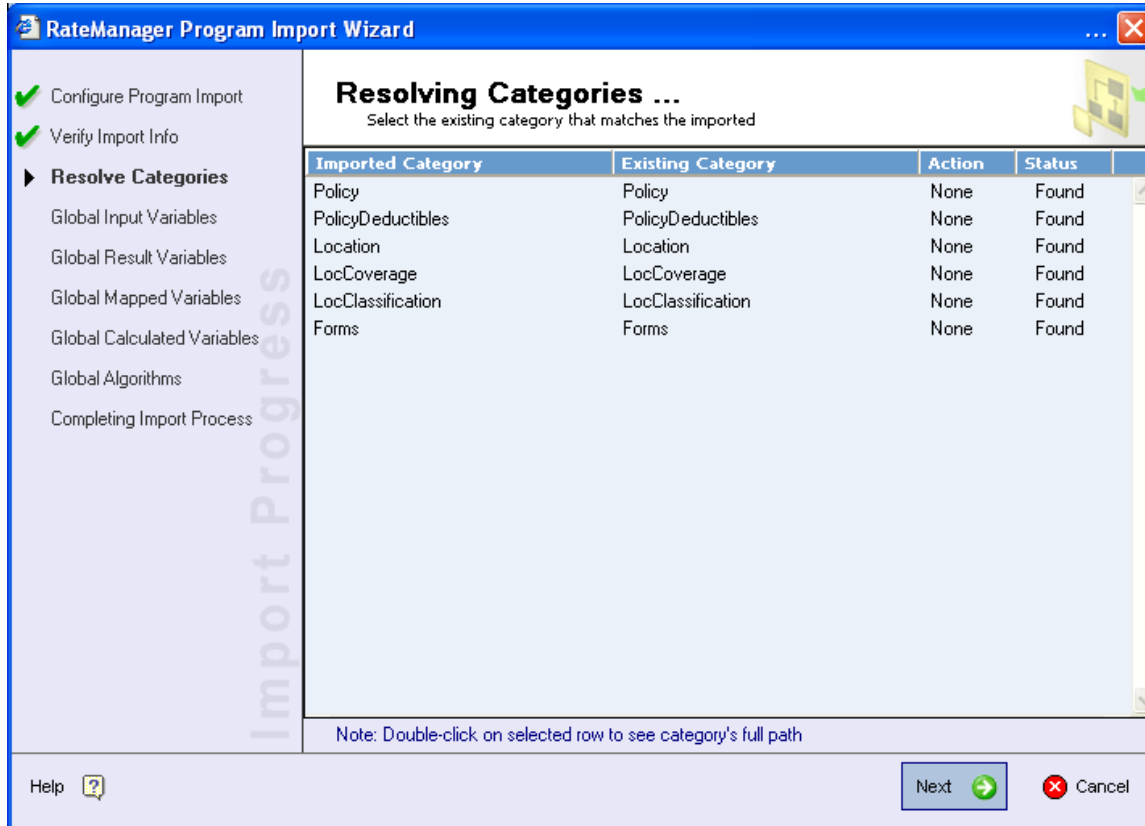 RateManager Program Import Wizard ...
Configure Program Import
Verify Import Info
Resolve Categories
Global Input Variables
Global Result Variables
Global Mapped Variables
Global Calculated Variables
Global Algorithms
Completing Import Process
Import Progress
Resolving Categories ...
Select the existing category that matches the imported
Imported Category Existing Category Action Status
Policy Policy None Found
PolicyDeductibles PolicyDeductibles None Found
Location Location None Found
LocCoverage LocCoverage None Found
LocClassification LocClassification None Found
Forms Forms None Found
Note: Double-click on selected row to see category's full path
Help Next Cancel